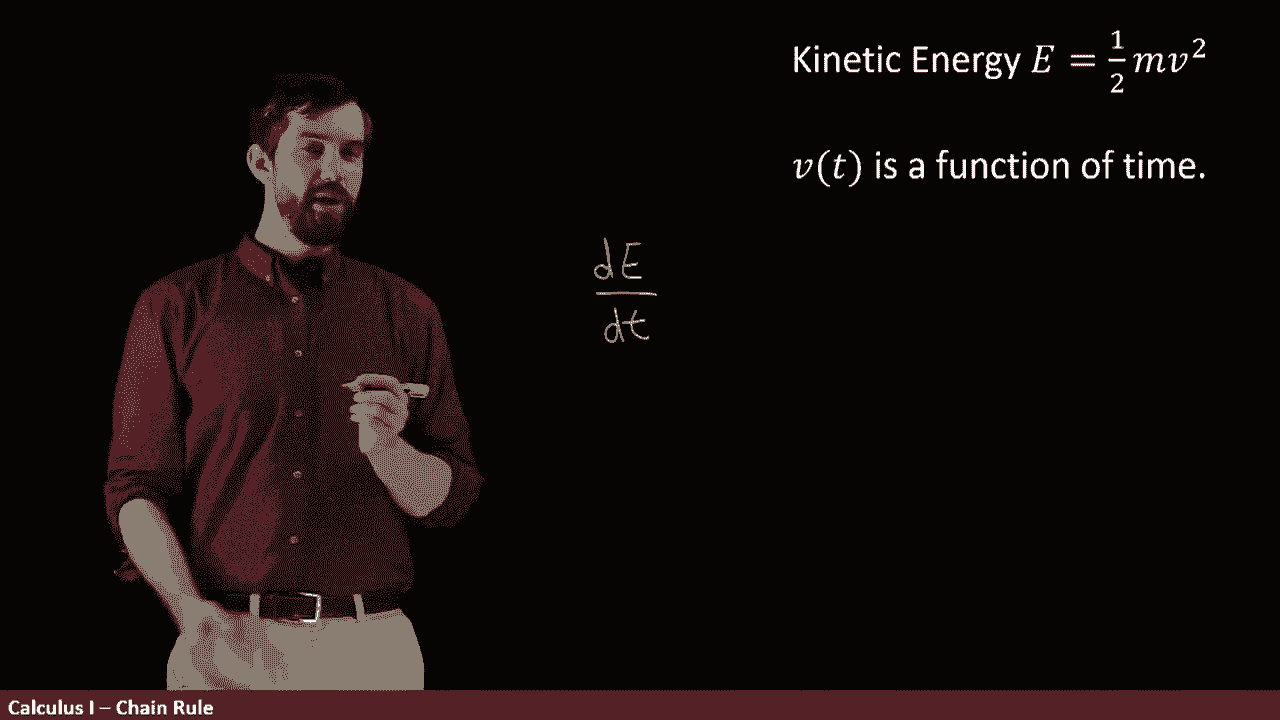 Kinetic Energy $E = \frac{1}{2}mv^2$
$v(t)$ is a function of time.
$\frac{dE}{dt}$
Calculus I – Chain Rule